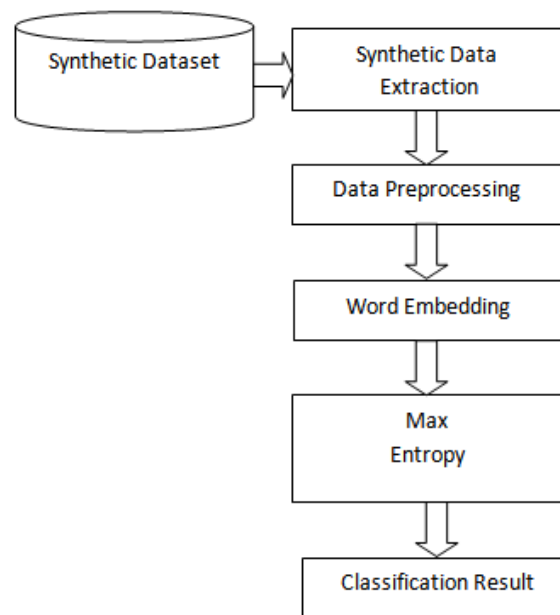 Synthetic Dataset
Synthetic Data
Extraction
Data Preprocessing
Word Embedding
Max
Entropy
Classification Result